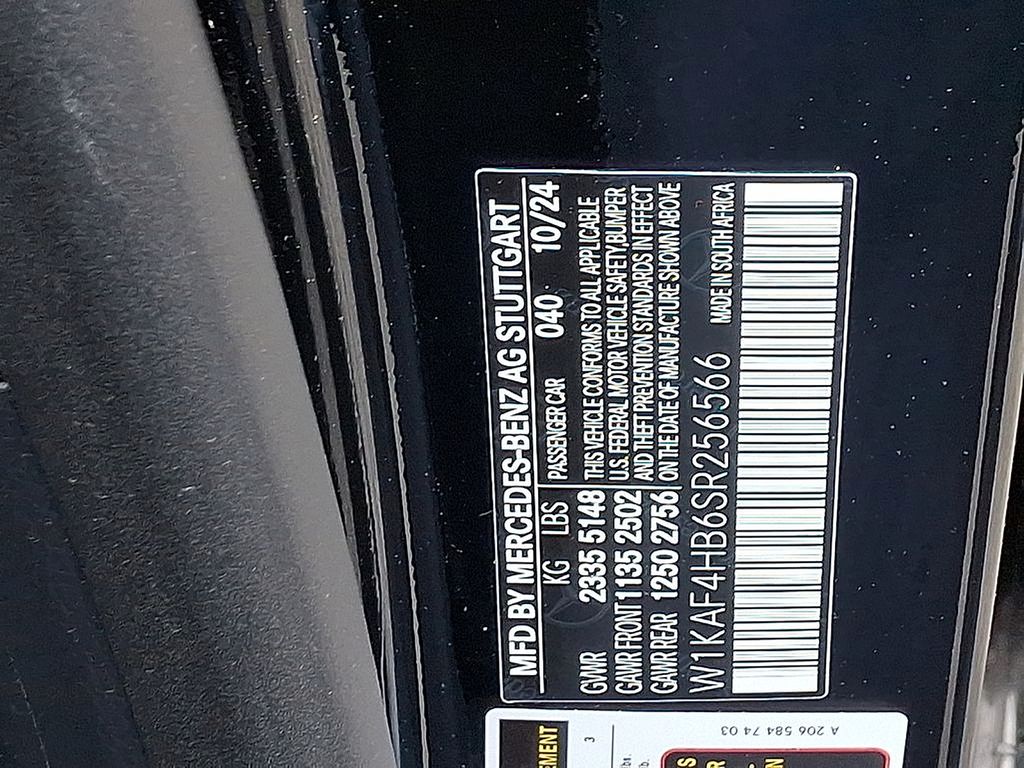 MFD BY MERCEDES-BENZ AG STUTTGART
KG LBS PASSENGER CAR 040 10/24
GVWR 2335 5148
GAWR FRONT 1135 2502
GAWR REAR 1250 2756
THIS VEHICLE CONFORMS TO ALL APPLICABLE
U.S. FEDERAL MOTOR VEHICLE SAFETY, BUMPER
AND THEFT PREVENTION STANDARDS IN EFFECT
ON THE DATE OF MANUFACTURE SHOWN ABOVE
W1KAF4HB6SR256566 MADE IN SOUTH AFRICA
A 206 584 74 03
EMENT
3
lb.
S
R
N